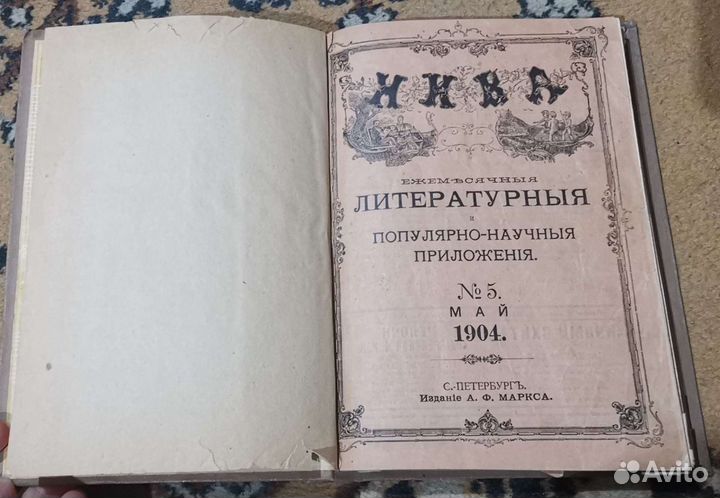 НИВА
ЕЖЕМѢСЯЧНЫЯ
ЛИТЕРАТУРНЫЯ
и
ПОПУЛЯРНО-НАУЧНЫЯ
ПРИЛОЖЕНІЯ.
№ 5.
МАЙ
1904.
С.-ПЕТЕРБУРГЪ.
Изданіе А. Ф. МАРКСА.
Avito